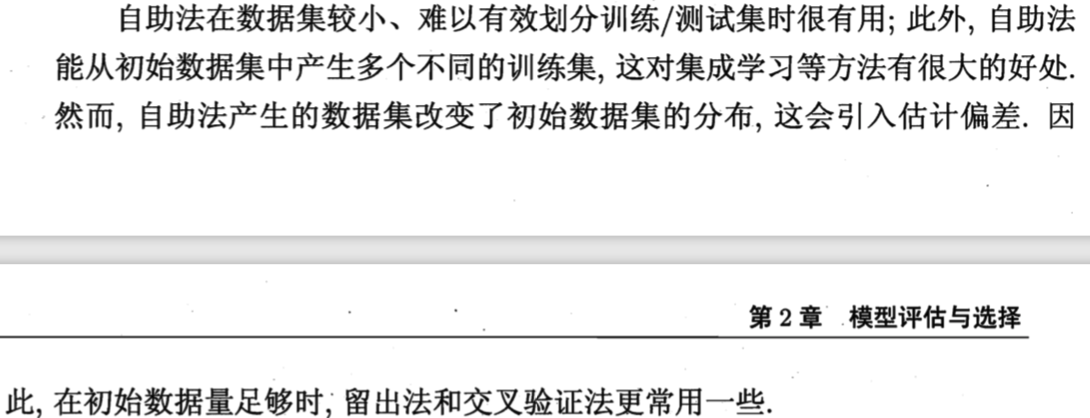 自助法在数据集较小、难以有效划分训练/测试集时很有用; 此外, 自助法
能从初始数据集中产生多个不同的训练集, 这对集成学习等方法有很大的好处.
然而, 自助法产生的数据集改变了初始数据集的分布, 这会引入估计偏差. 因
第 2 章 模型评估与选择
此, 在初始数据量足够时, 留出法和交叉验证法更常用一些.